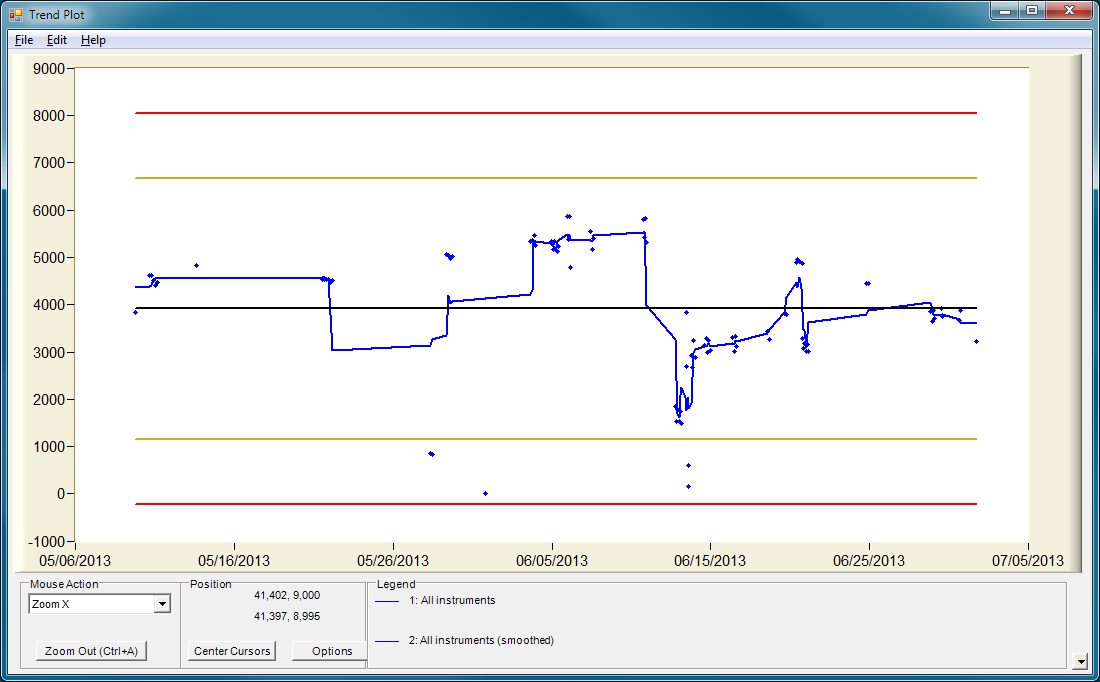 Trend Plot
File Edit Help
9000
8000
7000
6000
5000
4000
3000
2000
1000
0
-1000
05/06/2013 05/16/2013 05/26/2013 06/05/2013 06/15/2013 06/25/2013 07/05/2013
Mouse Action
Zoom X
Zoom Out (Ctrl+A)
Position
41,402, 9,000
41,397, 8,995
Center Cursors Options
Legend
1: All instruments
2: All instruments (smoothed)